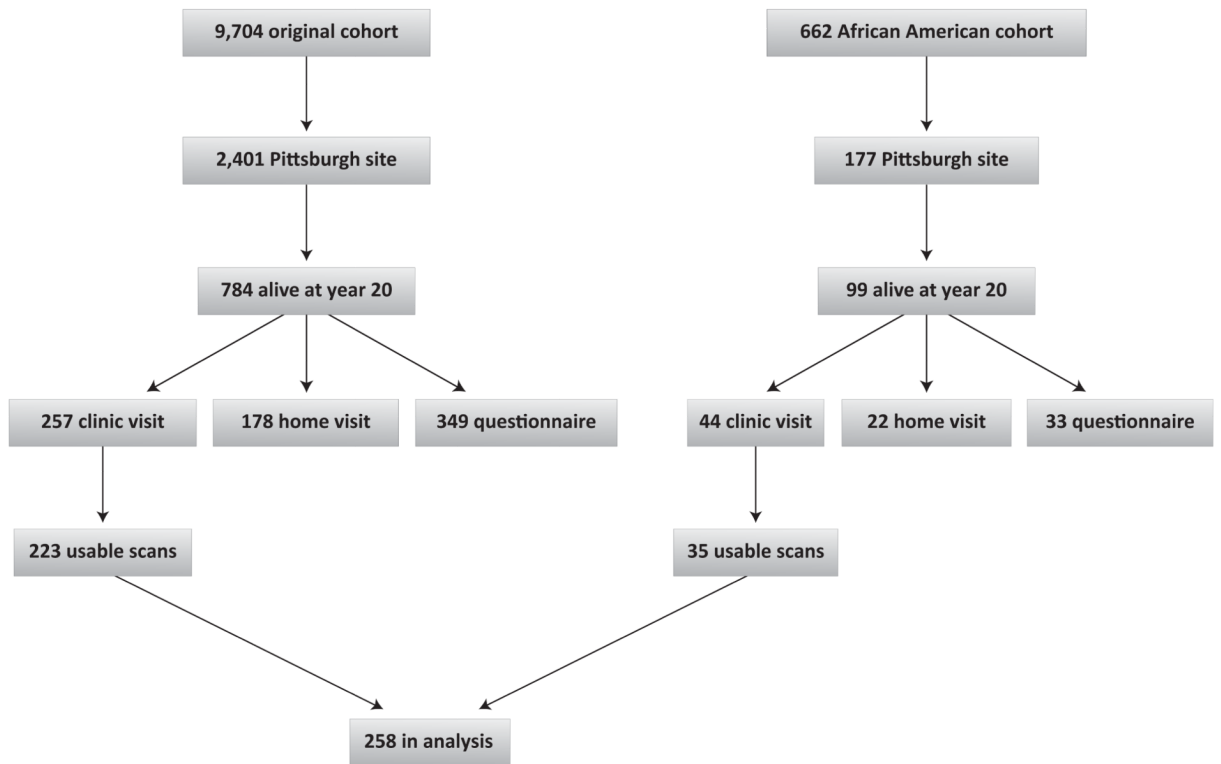 9,704 original cohort
662 African American cohort
2,401 Pittsburgh site
177 Pittsburgh site
784 alive at year 20
99 alive at year 20
257 clinic visit
178 home visit
349 questionnaire
44 clinic visit
22 home visit
33 questionnaire
223 usable scans
35 usable scans
258 in analysis